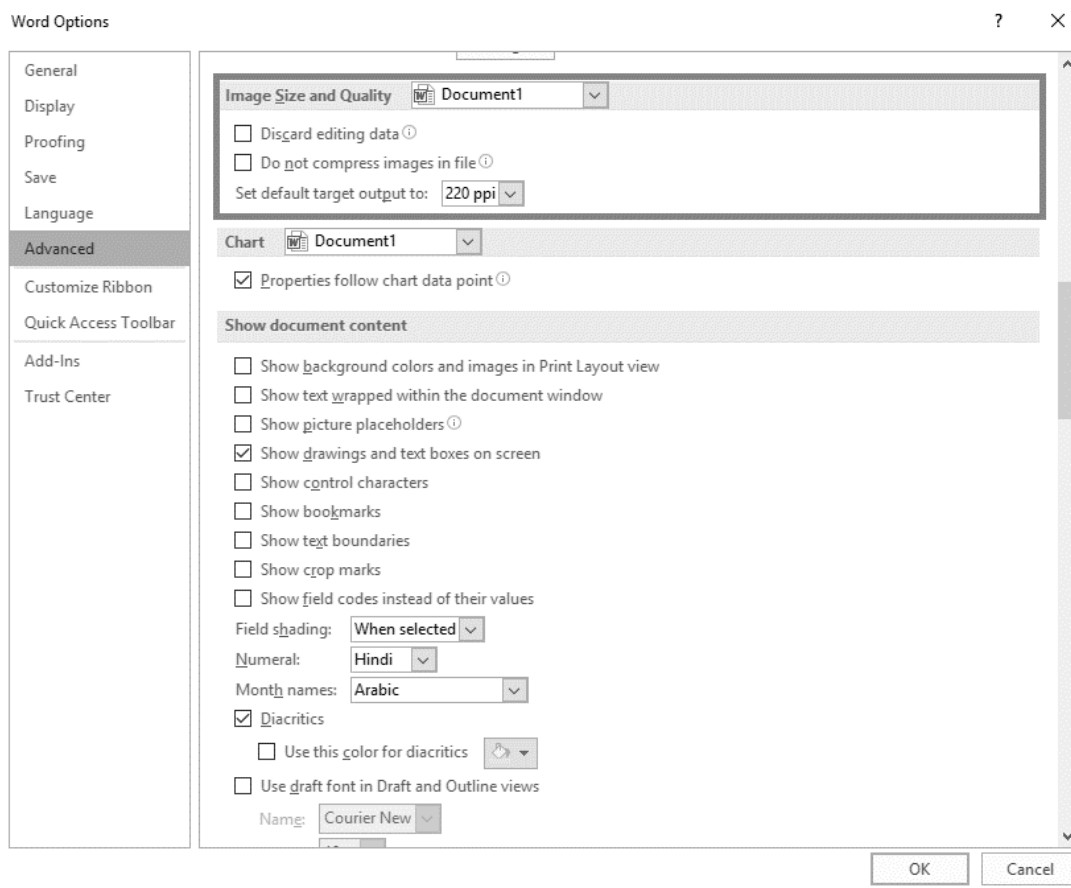 Word Options
?
General
Display
Proofing
Save
Language
Advanced
Customize Ribbon
Quick Access Toolbar
Add-Ins
Trust Center
Image Size and Quality Document1
Discard editing data
Do not compress images in file
Set default target output to: 220 ppi
Chart Document1
Properties follow chart data point
Show document content
Show background colors and images in Print Layout view
Show text wrapped within the document window
Show picture placeholders
Show drawings and text boxes on screen
Show control characters
Show bookmarks
Show text boundaries
Show crop marks
Show field codes instead of their values
Field shading: When selected
Numeral: Hindi
Month names: Arabic
Diacritics
Use this color for diacritics
Use draft font in Draft and Outline views
Name: Courier New
OK Cancel